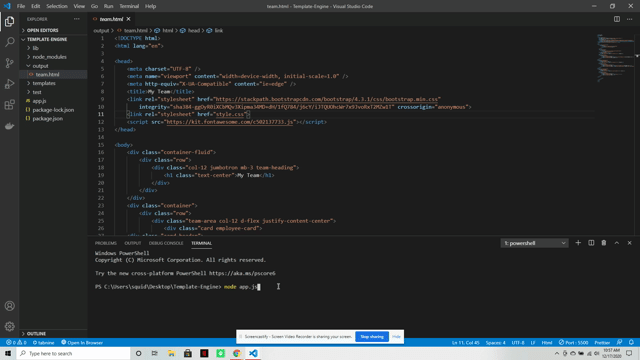 File Edit Selection View Go Run Terminal Help
team.html - Template-Engine - Visual Studio Code
EXPLORER
OPEN EDITORS
TEMPLATE-ENGINE
lib
node_modules
output
team.html
templates
test
app.js
package-lock.json
package.json
OUTLINE
team.html
output > team.html > html > head > link
1 <!DOCTYPE html>
2 <html lang="en">
3
4 <head>
5 <meta charset="UTF-8" />
6 <meta name="viewport" content="width=device-width, initial-scale=1.0" />
7 <meta http-equiv="X-UA-Compatible" content="ie=edge" />
8 <title>My Team</title>
9 <link rel="stylesheet" href="https://stackpath.bootstrapcdn.com/bootstrap/4.3.1/css/bootstrap.min.css"
10 crossorigin="anonymous">
11 <link rel="stylesheet" href="style.css">
12 <script src="https://kit.fontawesome.com/c502137733.js"></script>
13 </head>
14
15 <body>
16 <div class="container-fluid">
17 <div class="row">
18 <div class="col-12 jumbotron mb-3 team-heading">
19 <h1 class="text-center">My Team</h1>
20 </div>
21 </div>
22 </div>
23 <div class="container">
24 <div class="row">
25 <div class="team-area col-12 d-flex justify-content-center">
26 <div class="card employee-card">
PROBLEMS OUTPUT DEBUG CONSOLE TERMINAL
1: powershell
Windows PowerShell
Copyright (C) Microsoft Corporation. All rights reserved.
Try the new cross-platform PowerShell https://aka.ms/pscore6
PS C:\Users\squid\Desktop\Template-Engine> node app.js
Screencastify - Screen Video Recorder is sharing your screen.
Stop sharing
Hide
0 0 tabnine Open In Browser
Ln 11, Col 45 Spaces: 4 UTF-8 LF HTML Port : 5500 Prettier
Type here to search
10:17 AM
12/17/2020